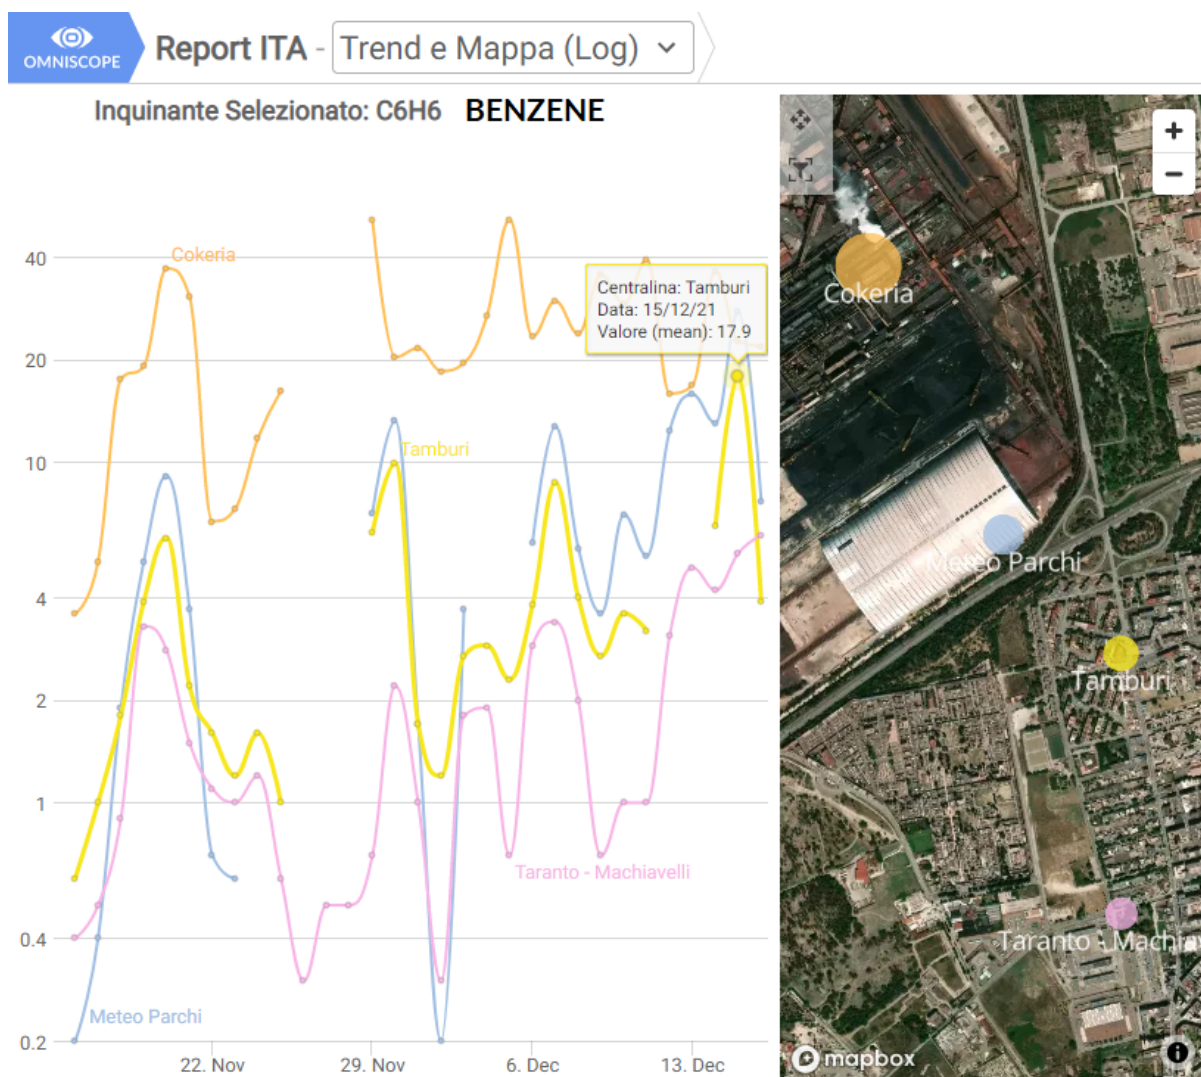 OMNISCOPE
Report ITA - Trend e Mappa (Log)
Inquinante Selezionato: C6H6 BENZENE
40
20
10
4
2
1
0.4
0.2
Cokeria
Tamburi
Taranto - Machiavelli
Meteo Parchi
Centralina: Tamburi
Data: 15/12/21
Valore (mean): 17.9
22. Nov
29. Nov
6. Dec
13. Dec
+
−
Cokeria
Meteo Parchi
Tamburi
Taranto - Machiav
mapbox
i